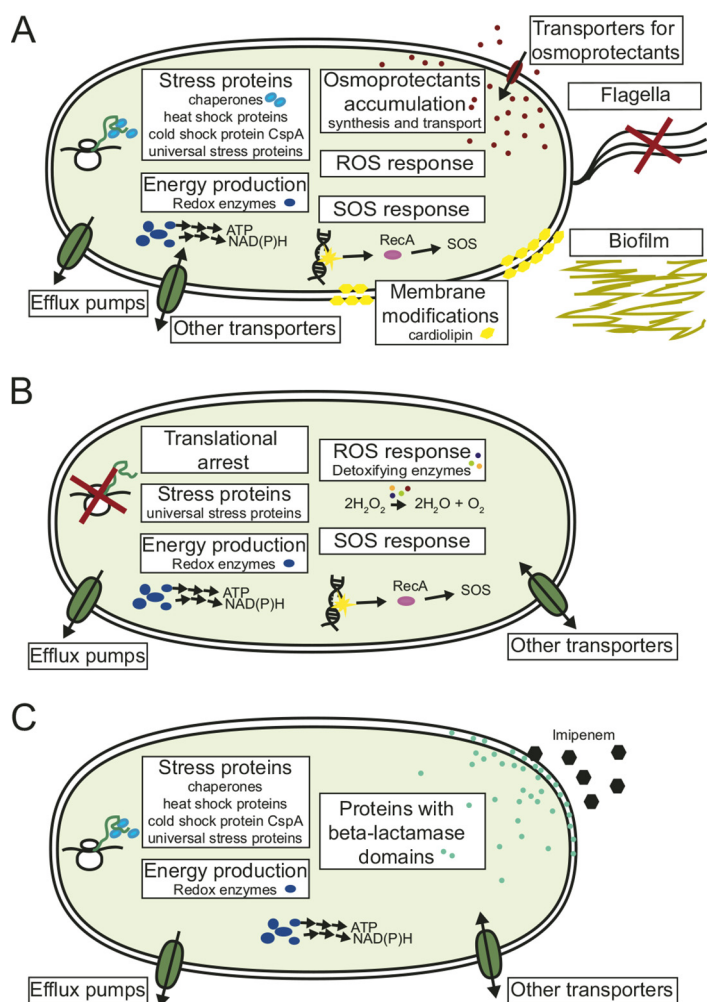 A
Transporters for
osmoprotectants
Stress proteins
chaperones
heat shock proteins
cold shock protein CspA
universal stress proteins
Osmoprotectants
accumulation
synthesis and transport
Flagella
ROS response
Energy production
Redox enzymes
SOS response
ATP
NAD(P)H
RecA
SOS
Biofilm
Efflux pumps
Other transporters
Membrane
modifications
cardiolipin
B
Translational
arrest
ROS response
Detoxifying enzymes
Stress proteins
universal stress proteins
2H₂O₂ 2H₂O + O₂
Energy production
Redox enzymes
SOS response
ATP
NAD(P)H
RecA
SOS
Efflux pumps
Other transporters
C
Imipenem
Stress proteins
chaperones
heat shock proteins
cold shock protein CspA
universal stress proteins
Proteins with
beta-lactamase
domains
Energy production
Redox enzymes
ATP
NAD(P)H
Efflux pumps
Other transporters